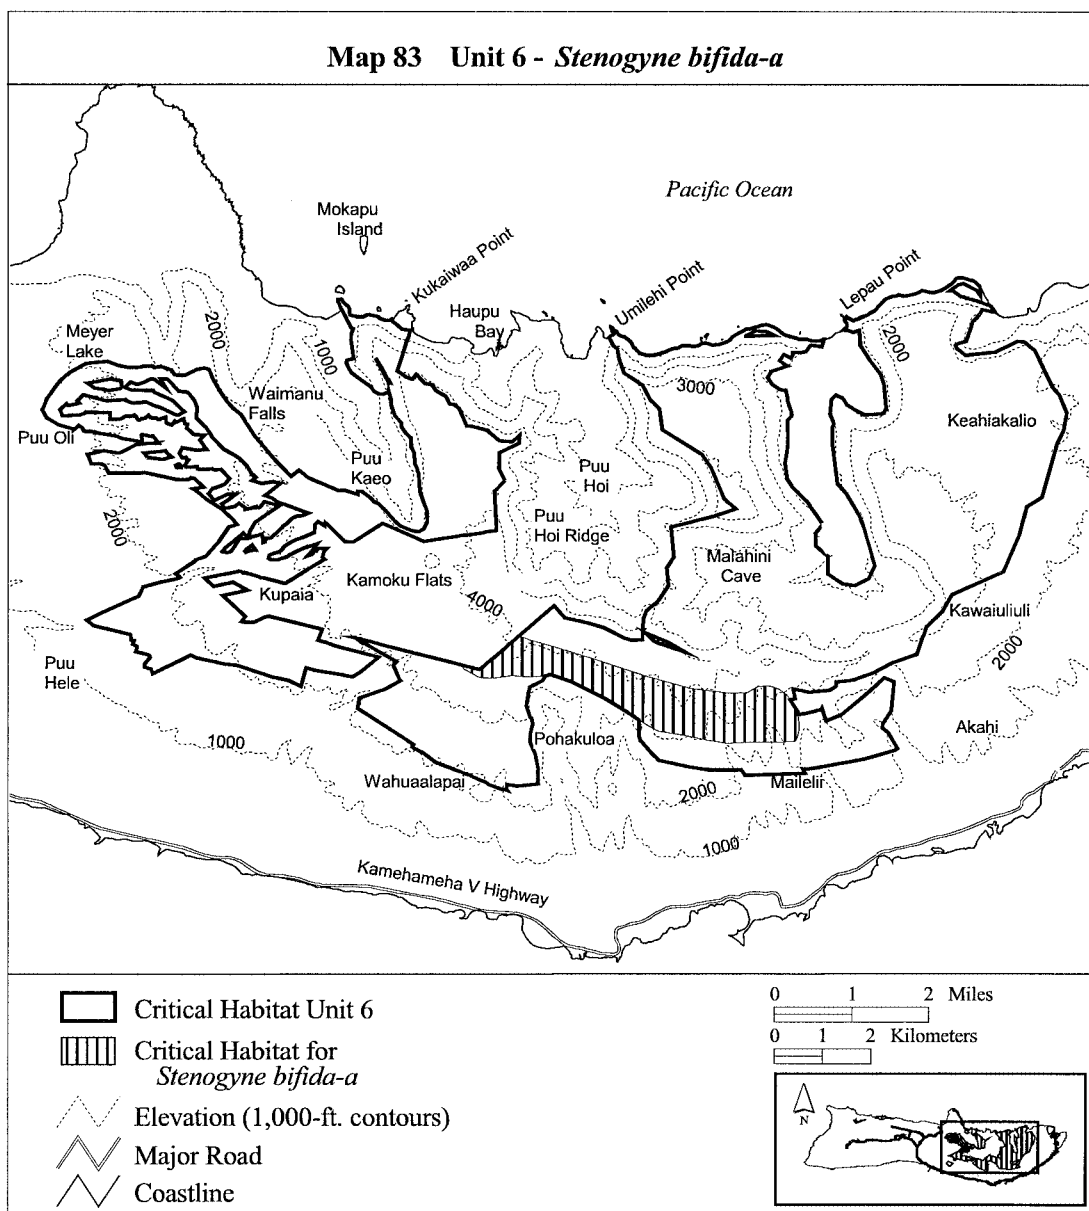 Map 83 Unit 6 - Stenogyne bifida-a
Pacific Ocean
Mokapu
Island
Kukaiwaa Point
Haupu
Bay
Umilehi Point
Lepau Point
Meyer
Lake
2000
1000
2000
3000
Waimanu
Falls
Keahiakalio
Puu Oli
Puu
Kaeo
Puu
Hoi
2000
Puu
Hoi Ridge
Malahini
Cave
Kamoku Flats
Kupaia
4000
Kawaiuliuli
2000
Puu
Hele
1000
Pohakuloa
Akahi
Wahuaalapai
2000
Mailelii
1000
Kamehameha V Highway
Critical Habitat Unit 6
Critical Habitat for
Stenogyne bifida-a
Elevation (1,000-ft. contours)
Major Road
Coastline
0 1 2 Miles
0 1 2 Kilometers
N